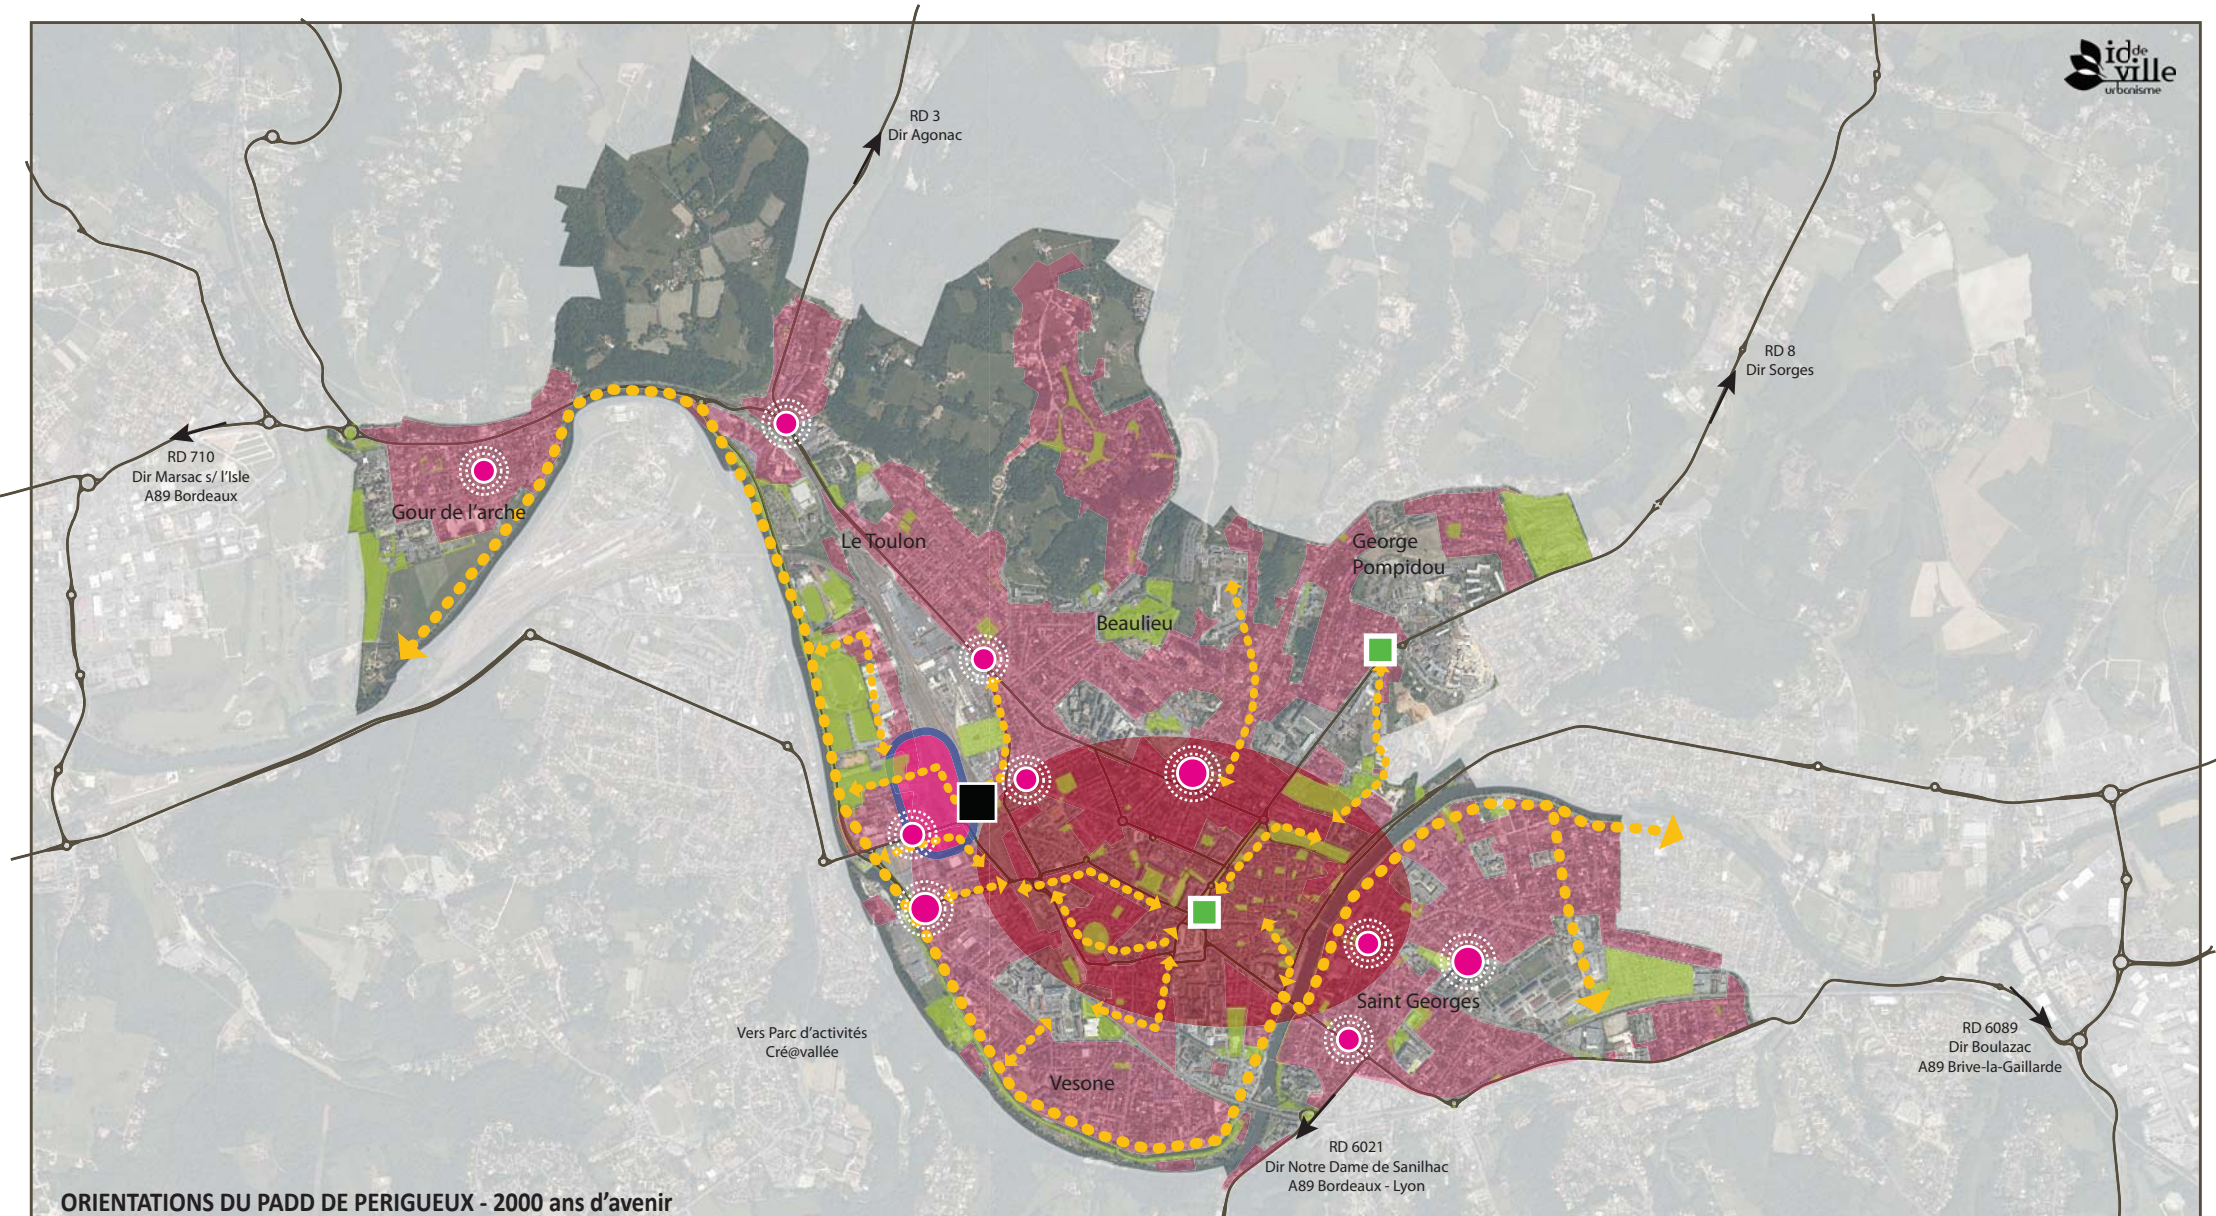 id de
ville
urbanisme
RD 3
Dir Agonac
RD 8
Dir Sorges
RD 710
Dir Marsac s/ l'Isle
A89 Bordeaux
Gour de l'arche
Le Toulon
George
Pompidou
Beaulieu
Saint Georges
Vers Parc d'activités
Cré@vallée
Vesone
RD 6089
Dir Boulazac
A89 Brive-la-Gaillarde
RD 6021
Dir Notre Dame de Sanilhac
A89 Bordeaux - Lyon
ORIENTATIONS DU PADD DE PERIGUEUX - 2000 ans d'avenir